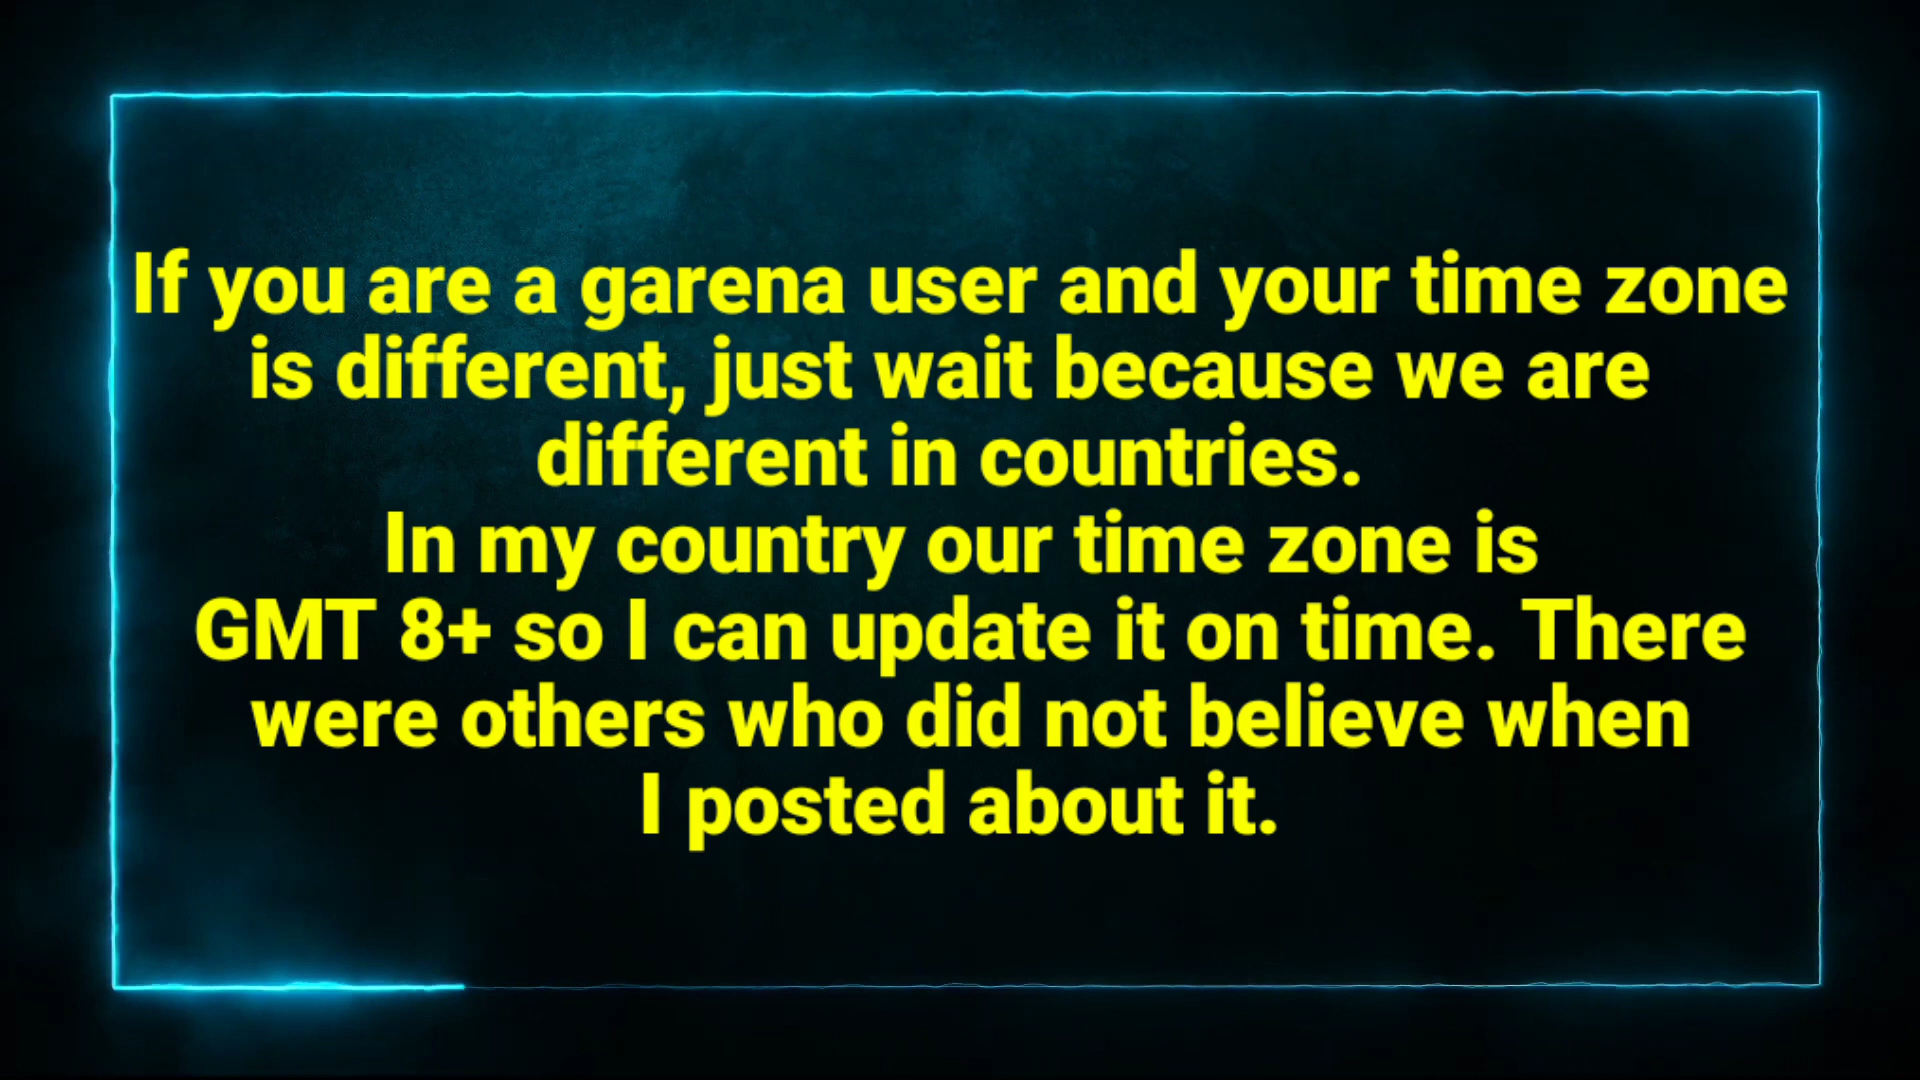 If you are a garena user and your time zone
is different, just wait because we are
different in countries.
In my country our time zone is
GMT 8+ so I can update it on time. There
were others who did not believe when
I posted about it.